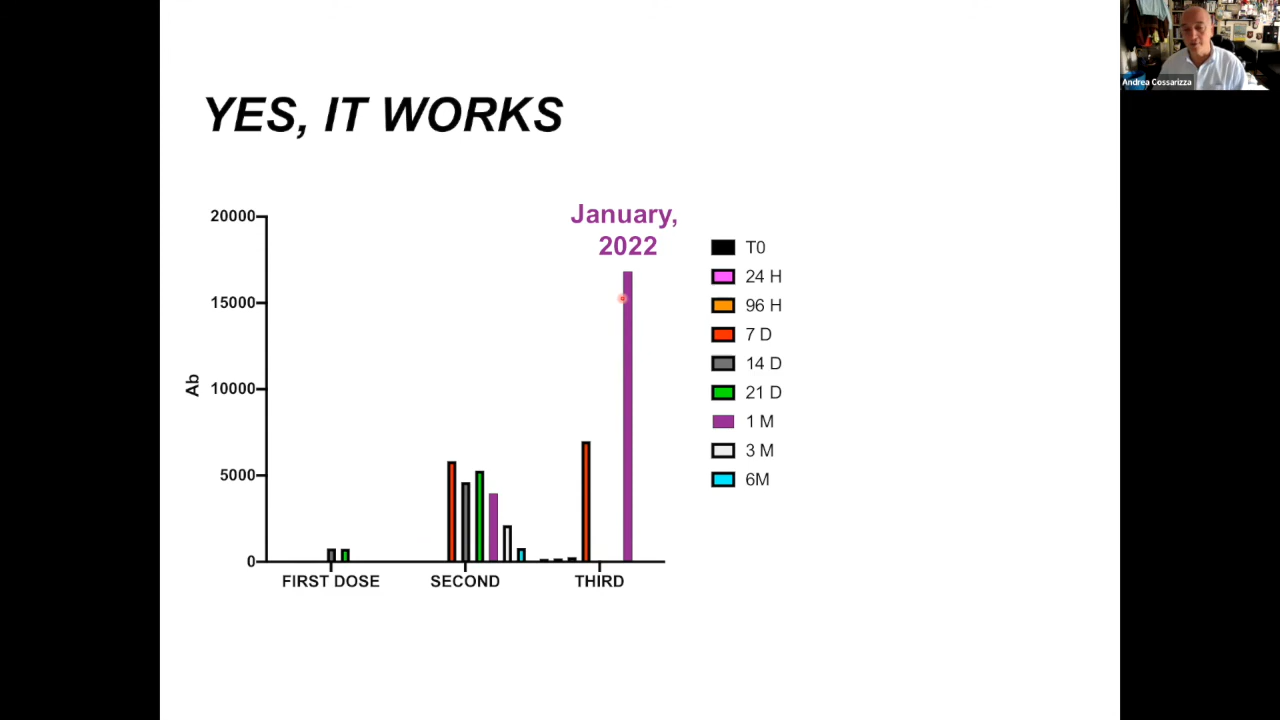 YES, IT WORKS
Andrea Cossarizza
January,
2022
20000
15000
10000
5000
0
Ab
FIRST DOSE
SECOND
THIRD
T0
24 H
96 H
7 D
14 D
21 D
1 M
3 M
6M